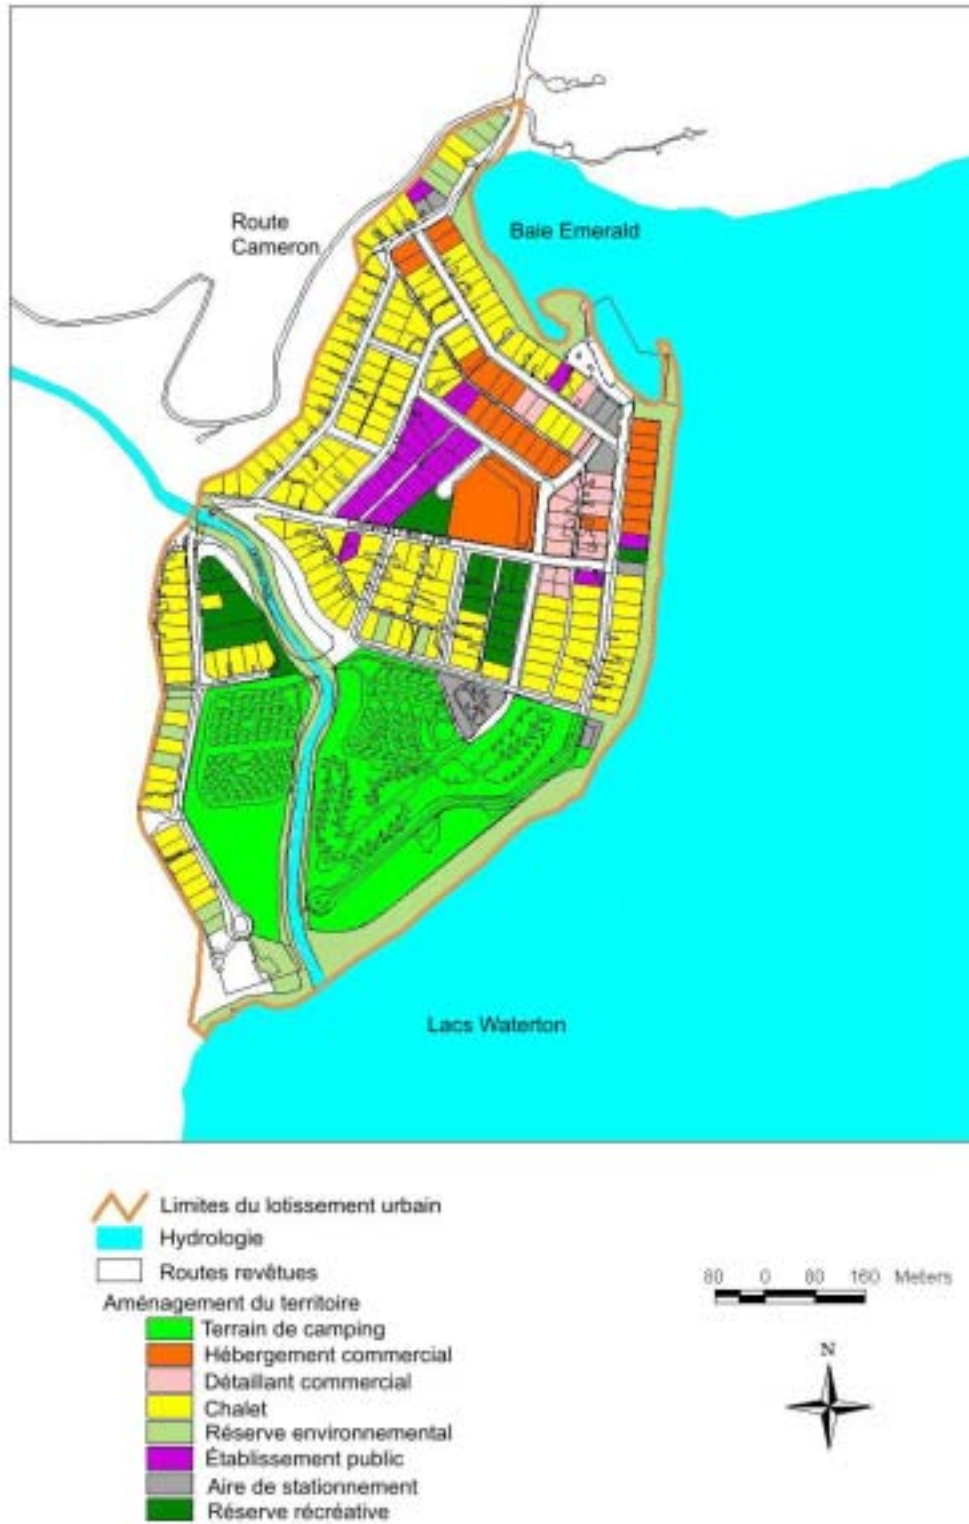 Route
Cameron
Baie Emerald
Lacs Waterton
Limites du lotissement urbain
Hydrologie
Routes revêtues
Aménagement du territoire
Terrain de camping
Hébergement commercial
Détaillant commercial
Chalet
Réserve environnemental
Établissement public
Aire de stationnement
Réserve récréative
80 0 80 160 Meters
N